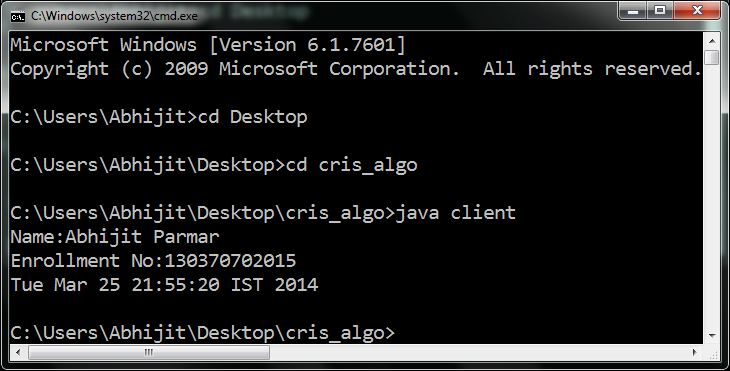 C:\Windows\system32\cmd.exe
Microsoft Windows [Version 6.1.7601]
Copyright (c) 2009 Microsoft Corporation.  All rights reserved.
C:\Users\Abhijit>cd Desktop
C:\Users\Abhijit\Desktop>cd cris_algo
C:\Users\Abhijit\Desktop\cris_algo>java client
Name:Abhijit Parmar
Enrollment No:130370702015
Tue Mar 25 21:55:20 IST 2014
C:\Users\Abhijit\Desktop\cris_algo>